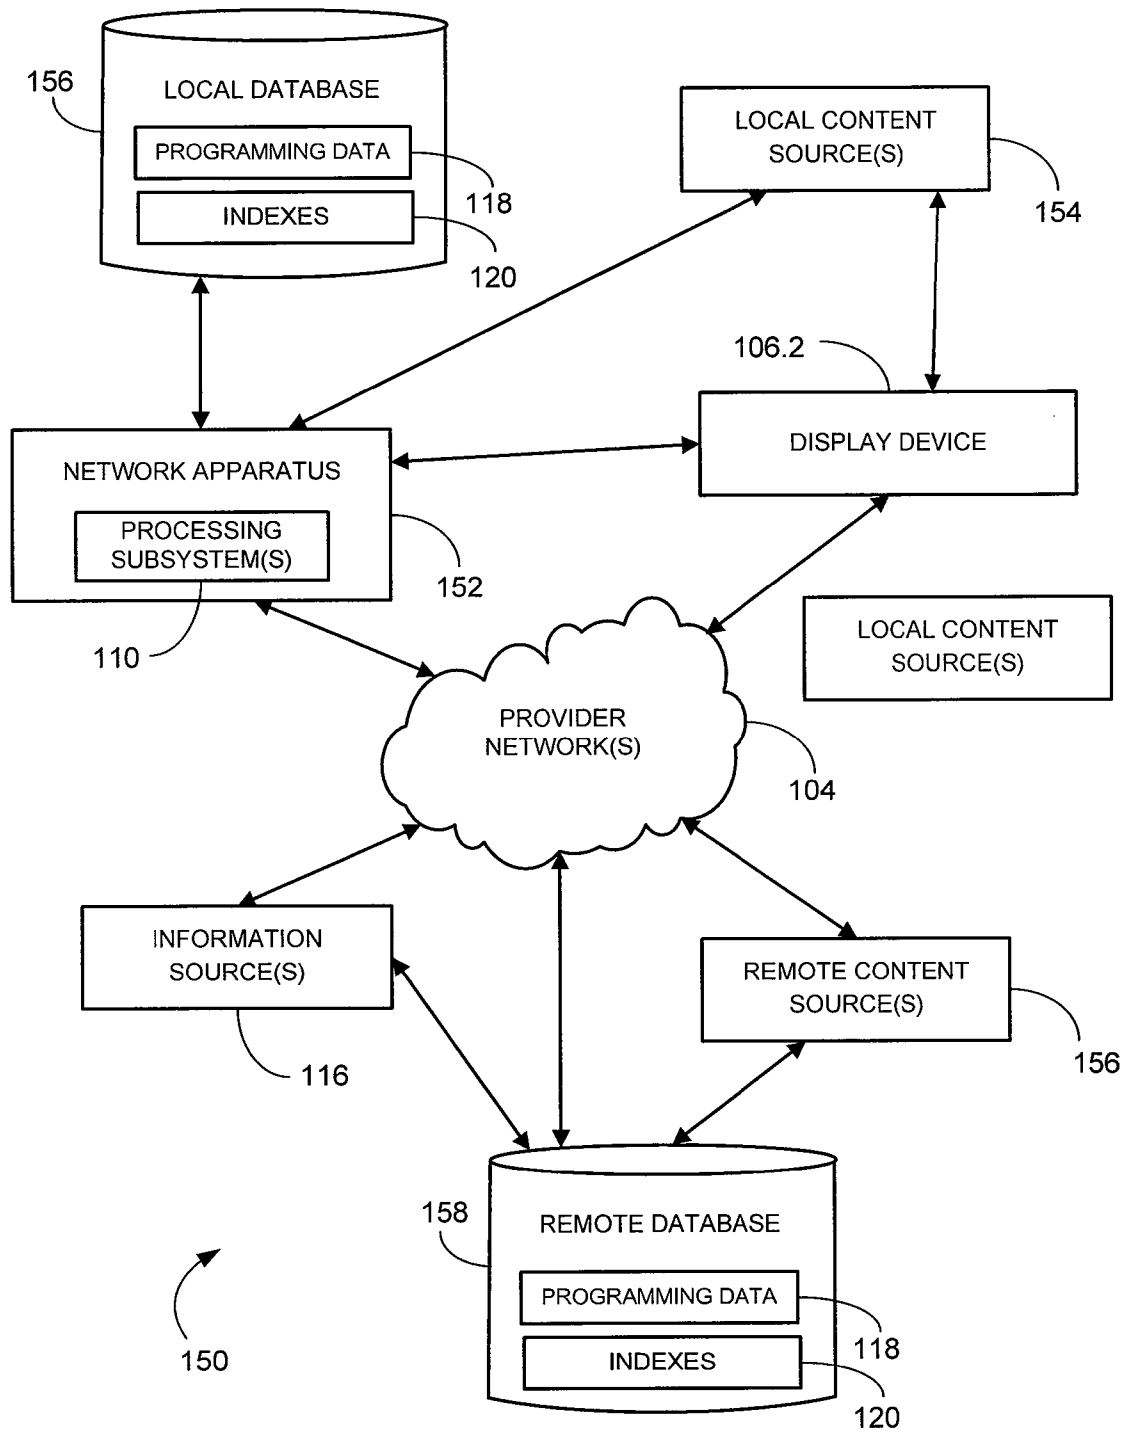 156
LOCAL DATABASE
PROGRAMMING DATA
118
INDEXES
120
LOCAL CONTENT
SOURCE(S)
154
106.2
DISPLAY DEVICE
NETWORK APPARATUS
PROCESSING
SUBSYSTEM(S)
152
110
LOCAL CONTENT
SOURCE(S)
PROVIDER
NETWORK(S)
104
INFORMATION
SOURCE(S)
116
REMOTE CONTENT
SOURCE(S)
156
158
REMOTE DATABASE
PROGRAMMING DATA
118
INDEXES
120
150